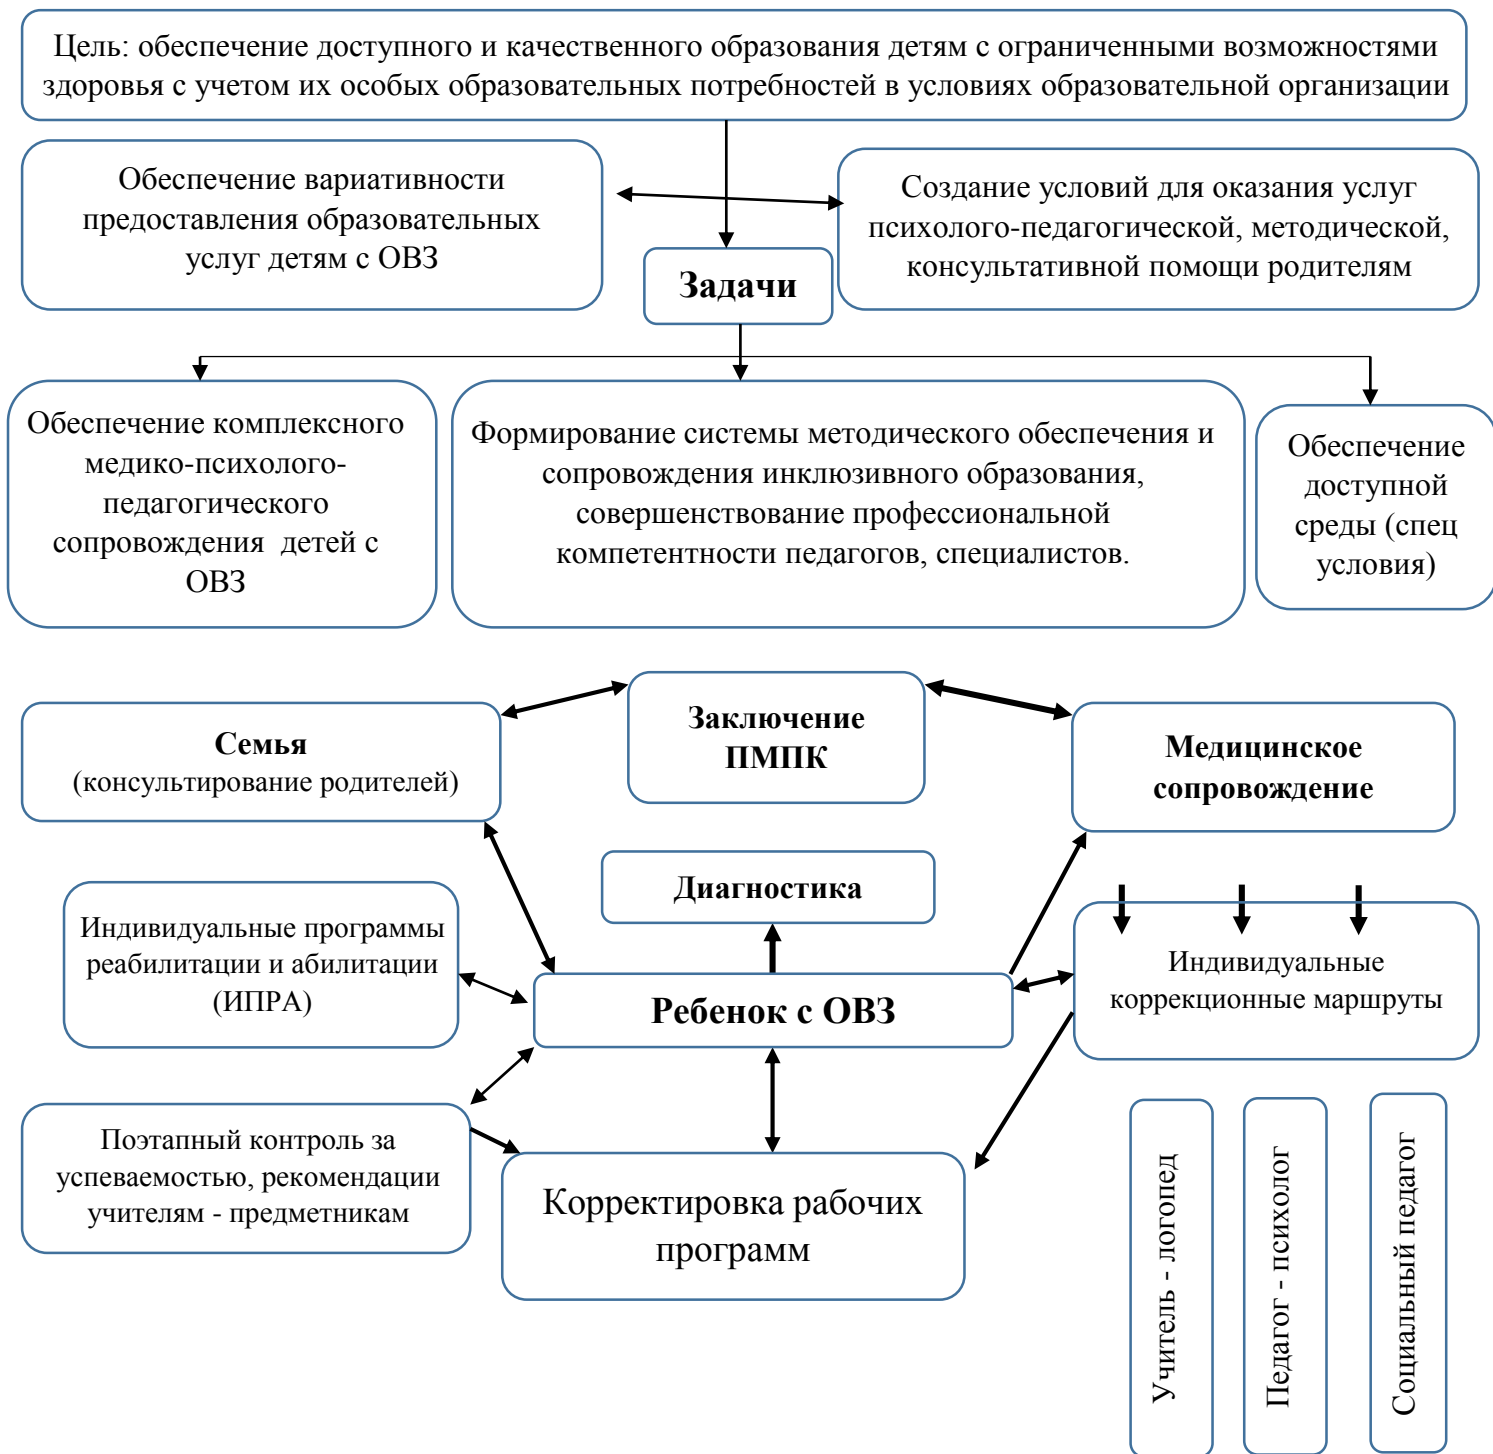 Цель: обеспечение доступного и качественного образования детям с ограниченными возможностями
здоровья с учетом их особых образовательных потребностей в условиях образовательной организации
Обеспечение вариативности
предоставления образовательных
услуг детям с ОВЗ
Создание условий для оказания услуг
психолого-педагогической, методической,
консультативной помощи родителям
Задачи
Обеспечение комплексного
медико-психолого-
педагогического
сопровождения детей с
ОВЗ
Формирование системы методического обеспечения и
сопровождения инклюзивного образования,
совершенствование профессиональной
компетентности педагогов, специалистов.
Обеспечение
доступной
среды (спец
условия)
Семья
(консультирование родителей)
Заключение
ПМПК
Медицинское
сопровождение
Диагностика
Индивидуальные программы
реабилитации и абилитации
(ИПРА)
Ребенок с ОВЗ
Индивидуальные
коррекционные маршруты
Поэтапный контроль за
успеваемостью, рекомендации
учителям - предметникам
Корректировка рабочих
программ
Учитель - логопед
Педагог - психолог
Социальный педагог